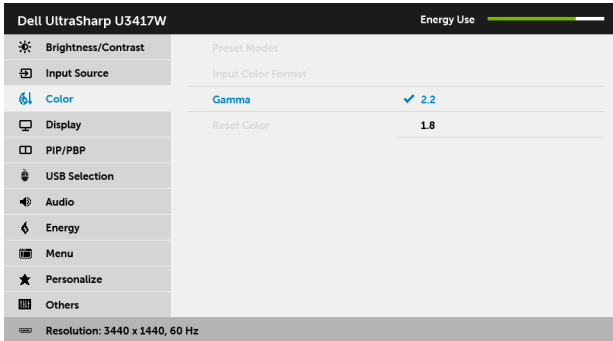 Dell UltraSharp U3417W
Energy Use
Brightness/Contrast
Preset Modes
Input Source
Input Color Format
Color
Gamma
✔ 2.2
Display
Reset Color
1.8
PIP/PBP
USB Selection
Audio
Energy
Menu
Personalize
Others
Resolution: 3440 x 1440, 60 Hz